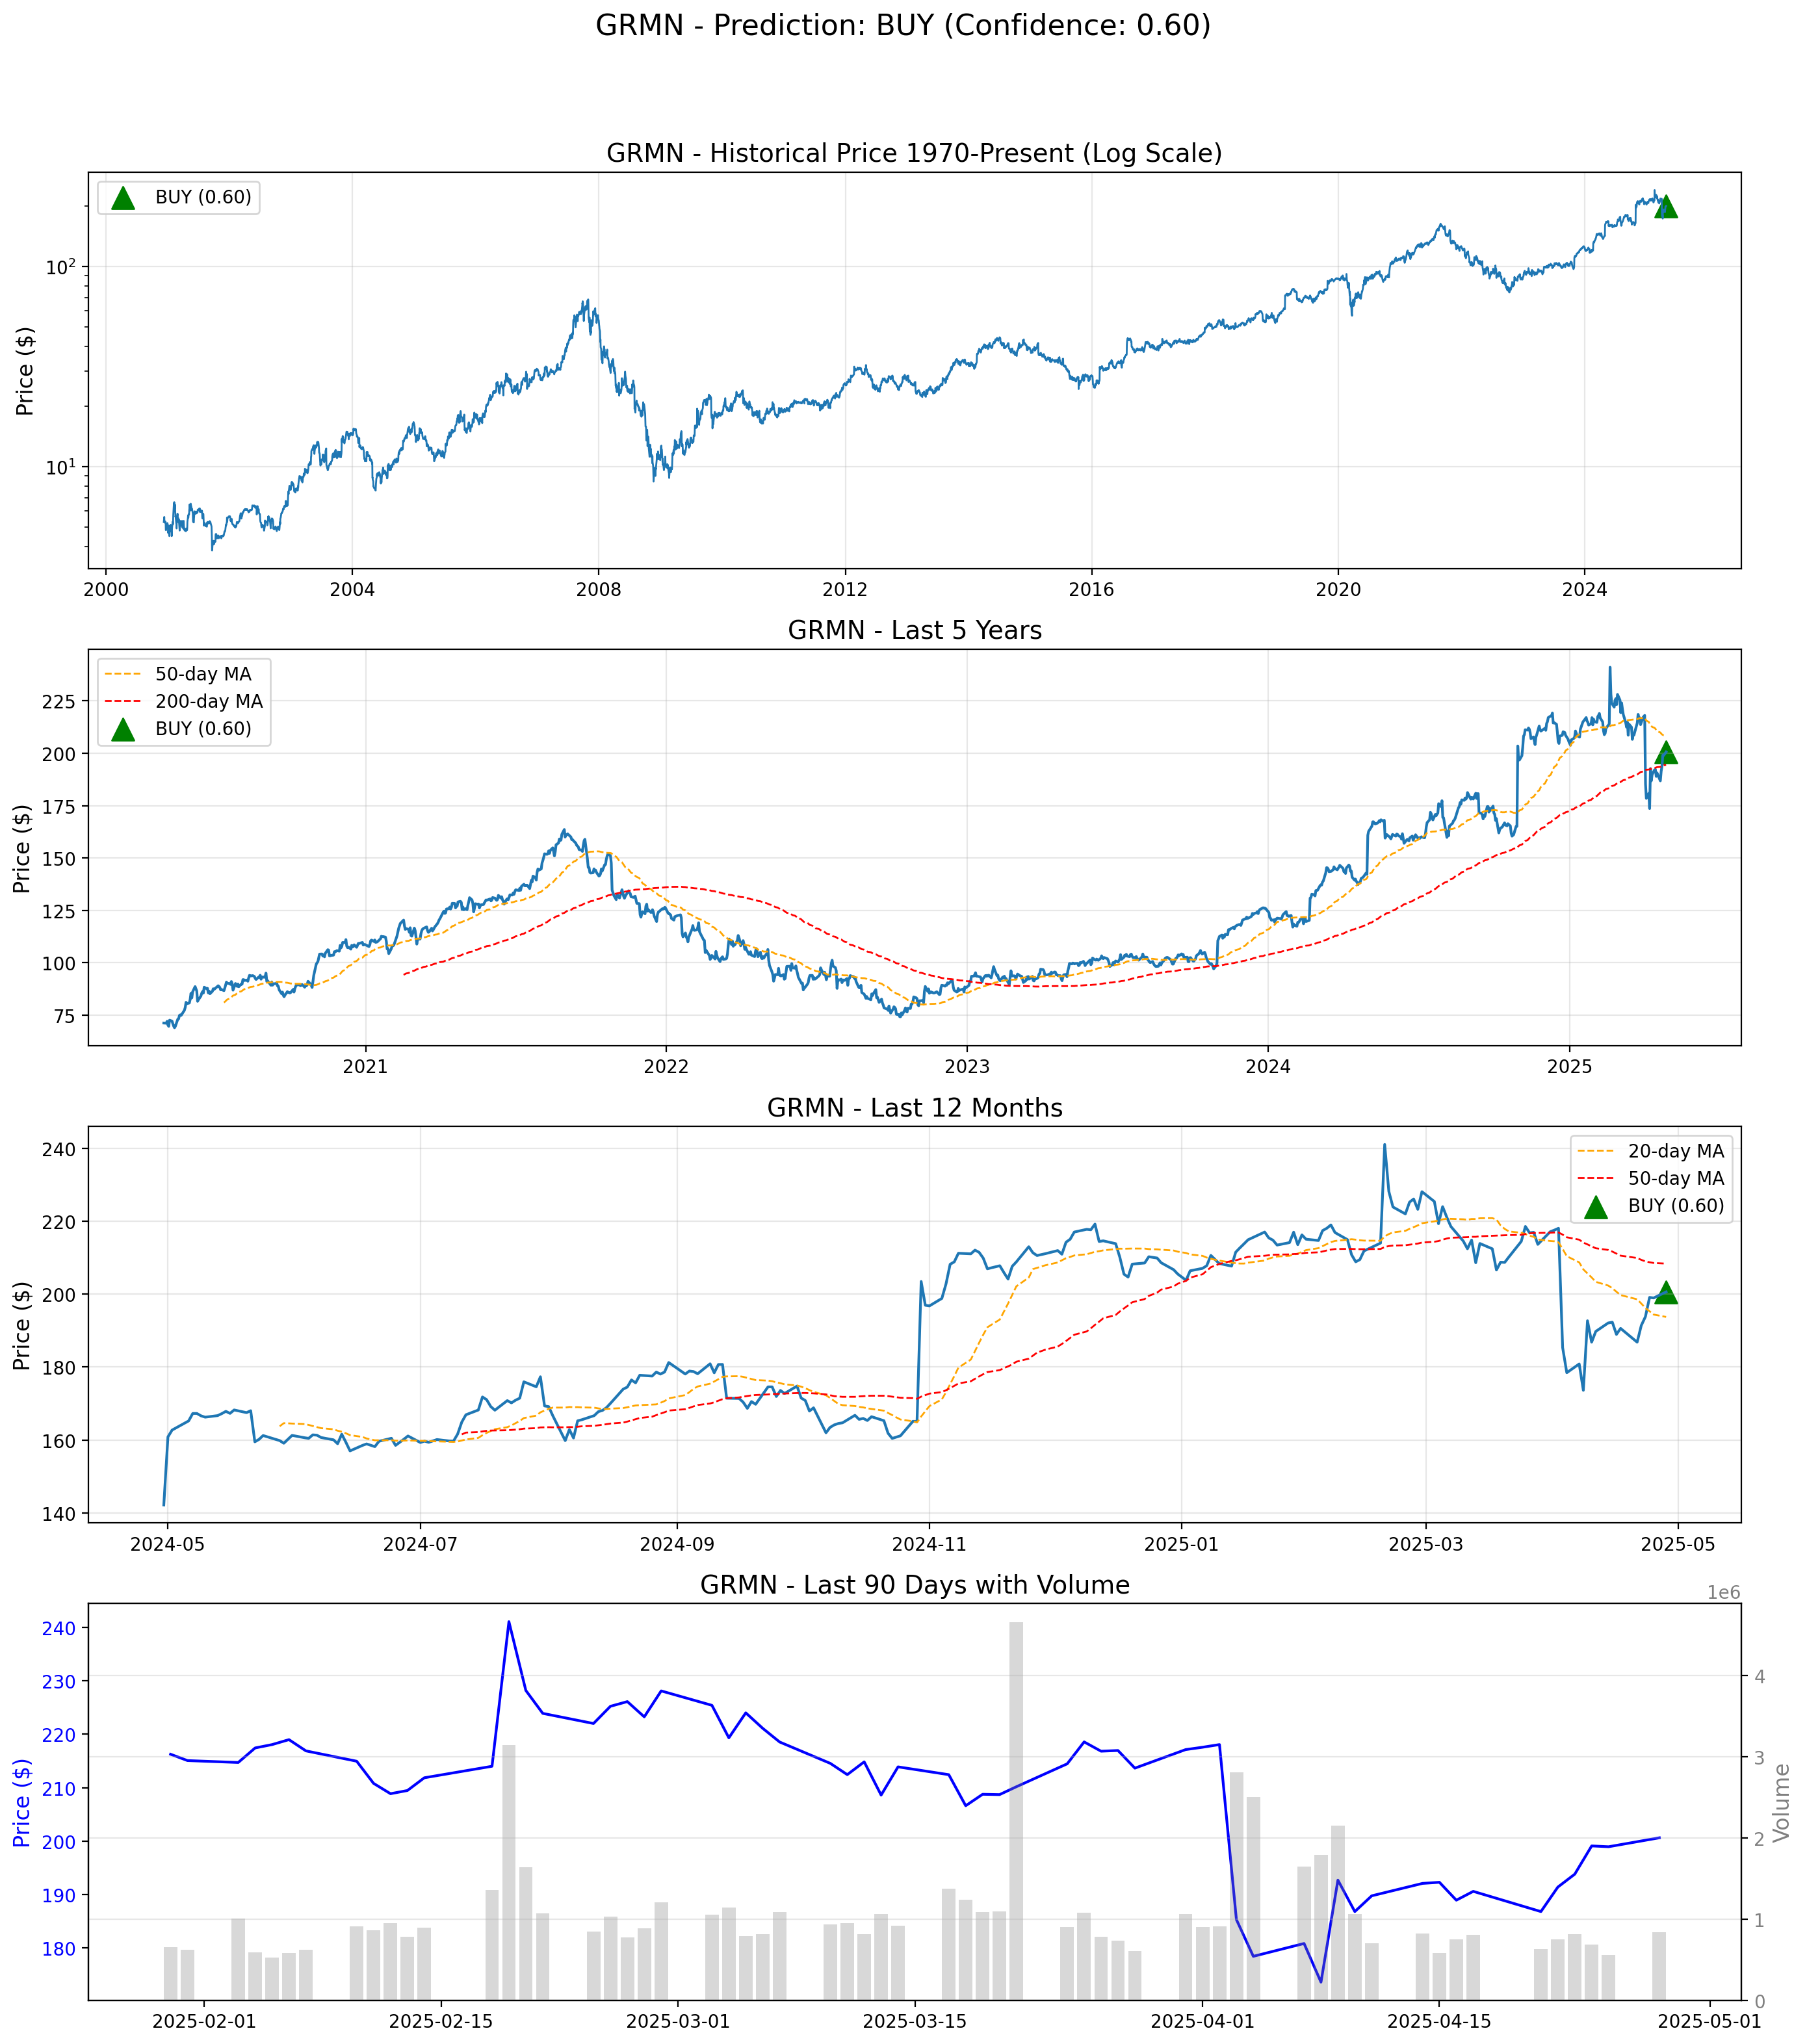 GRMN - Prediction: BUY (Confidence: 0.60)
GRMN - Historical Price 1970-Present (Log Scale)
BUY (0.60)
Price ($)
10²
10¹
2000 2004 2008 2012 2016 2020 2024
GRMN - Last 5 Years
50-day MA
200-day MA
BUY (0.60)
Price ($)
225
200
175
150
125
100
75
2021 2022 2023 2024 2025
GRMN - Last 12 Months
20-day MA
50-day MA
BUY (0.60)
Price ($)
240
220
200
180
160
140
2024-05 2024-07 2024-09 2024-11 2025-01 2025-03 2025-05
GRMN - Last 90 Days with Volume
1e6
Price ($)
240
230
220
210
200
190
180
Volume
4
3
2
1
0
2025-02-01 2025-02-15 2025-03-01 2025-03-15 2025-04-01 2025-04-15 2025-05-01